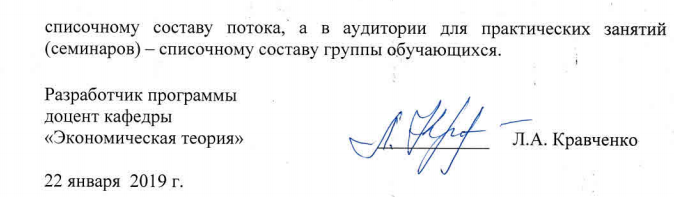 списочному составу потока, а в аудитории для практических занятий
(семинаров) – списочному составу группы обучающихся.
Разработчик программы
доцент кафедры
«Экономическая теория»
Л.А. Кравченко
22 января 2019 г.